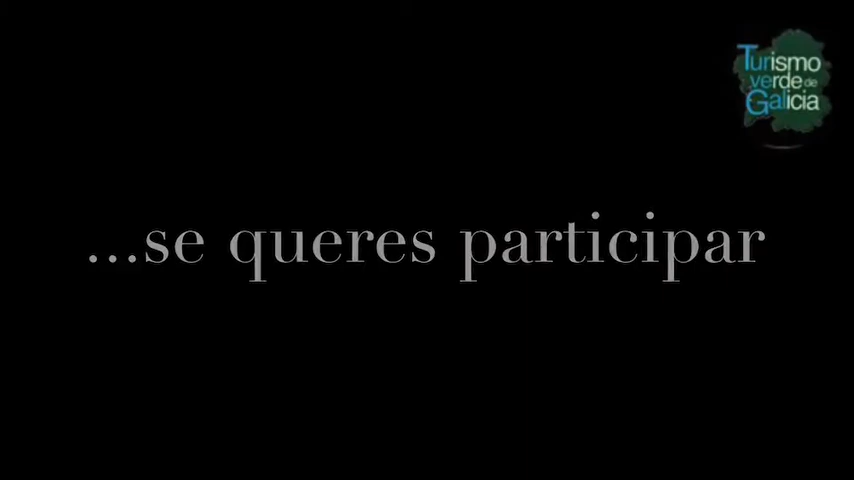 Turismo
verde de
Galicia
...se queres participar